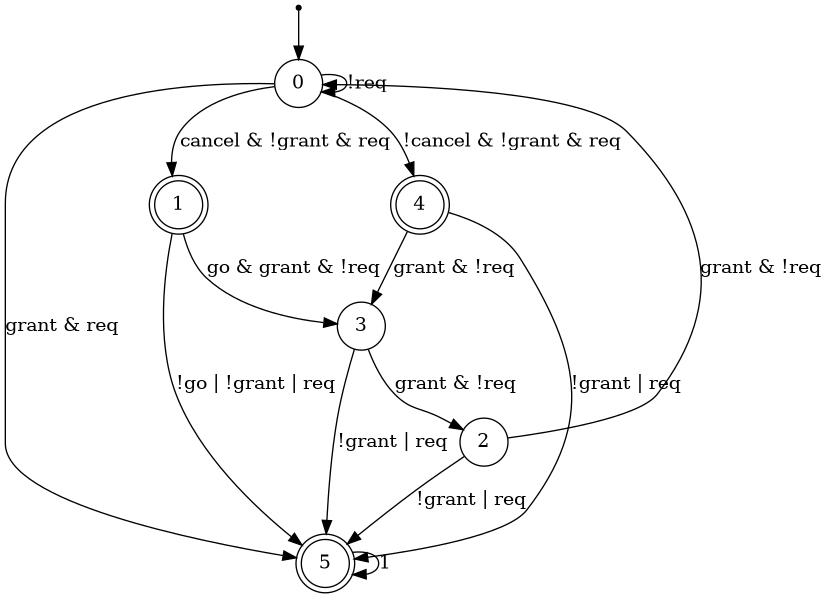 0
!req
cancel & !grant & req
!cancel & !grant & req
1
4
go & grant & !req
grant & !req
grant & !req
grant & req
3
!go | !grant | req
grant & !req
!grant | req
!grant | req
2
!grant | req
5
1